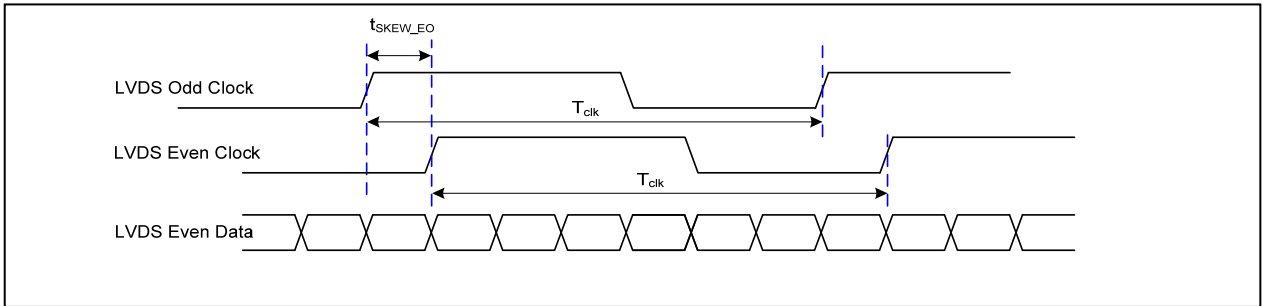 tSKEW_EO
LVDS Odd Clock
Tclk
LVDS Even Clock
Tclk
LVDS Even Data